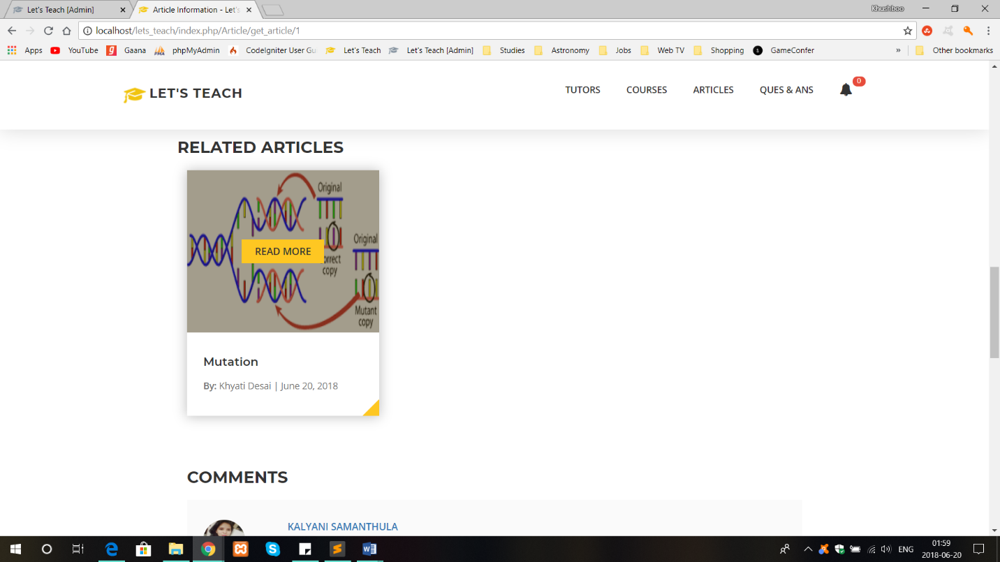 Let's Teach [Admin]
Article Information - Let's
Khushboo
localhost/lets_teach/index.php/Article/get_article/1
Apps YouTube Gaana phpMyAdmin CodeIgniter User Gu Let's Teach Let's Teach [Admin] Studies Astronomy Jobs Web TV Shopping GameConfer » Other bookmarks
LET'S TEACH
TUTORS COURSES ARTICLES QUES & ANS 0
RELATED ARTICLES
Original
Original
READ MORE
orrect
copy
Mutant
copy
Mutation
By: Khyati Desai | June 20, 2018
COMMENTS
KALYANI SAMANTHULA
ENG
01:59
2018-06-20